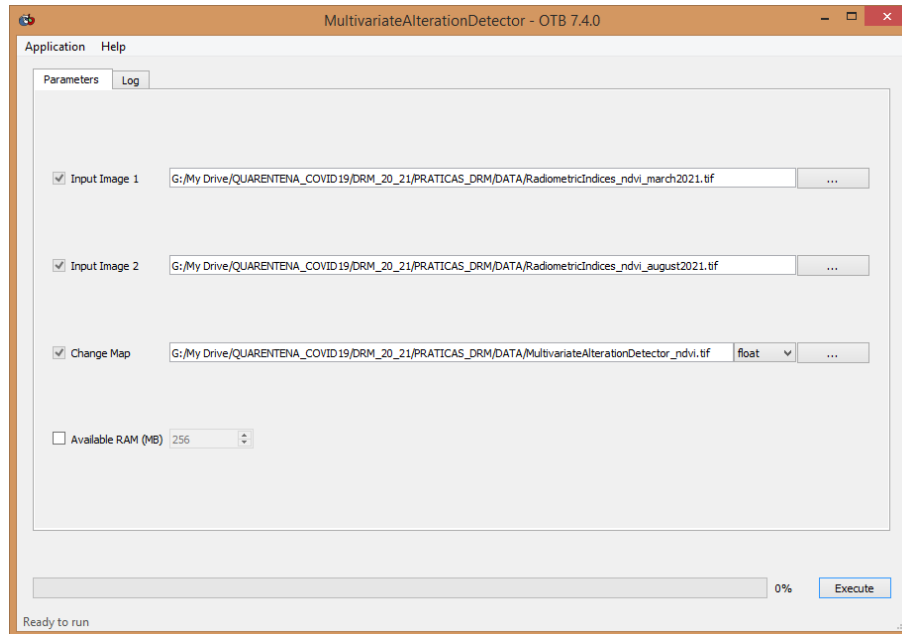 MultivariateAlterationDetector - OTB 7.4.0
Application Help
Parameters Log
Input Image 1 G:/My Drive/QUARENTENA_COVID19/DRM_20_21/PRATICAS_DRM/DATA/RadiometricIndices_ndvi_march2021.tif ...
Input Image 2 G:/My Drive/QUARENTENA_COVID19/DRM_20_21/PRATICAS_DRM/DATA/RadiometricIndices_ndvi_august2021.tif ...
Change Map G:/My Drive/QUARENTENA_COVID19/DRM_20_21/PRATICAS_DRM/DATA/MultivariateAlterationDetector_ndvi.tif float ...
Available RAM (MB) 256
0% Execute
Ready to run